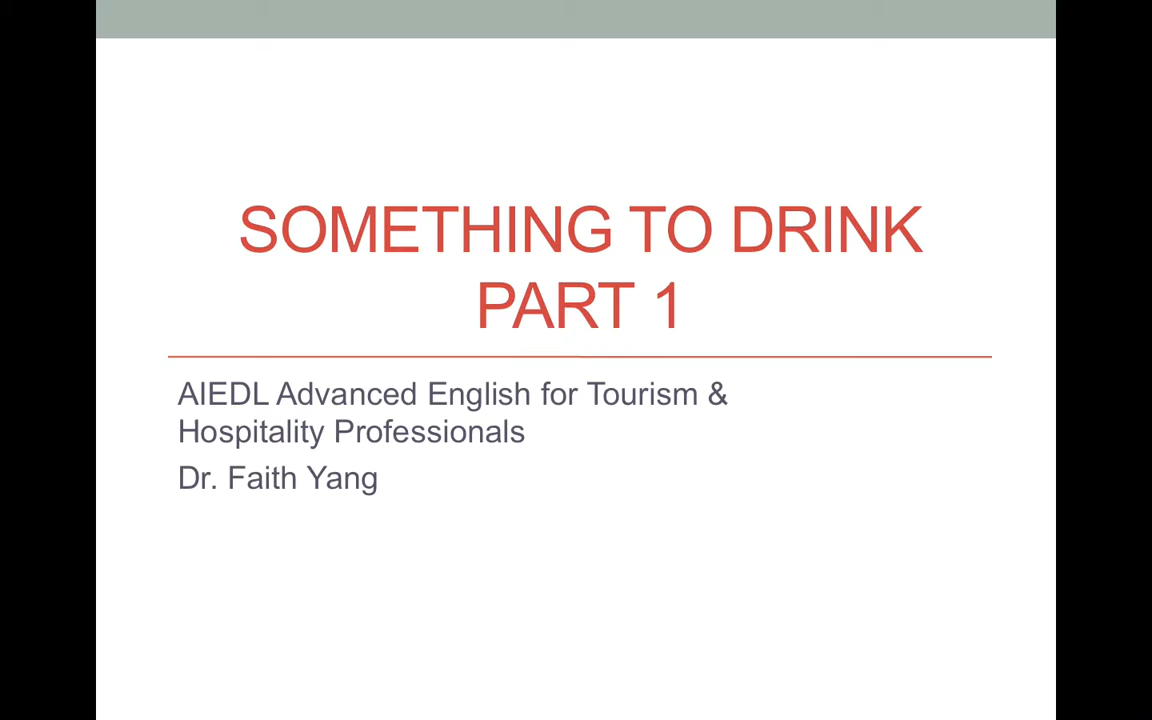 SOMETHING TO DRINK
PART 1
AIEDL Advanced English for Tourism &
Hospitality Professionals
Dr. Faith Yang